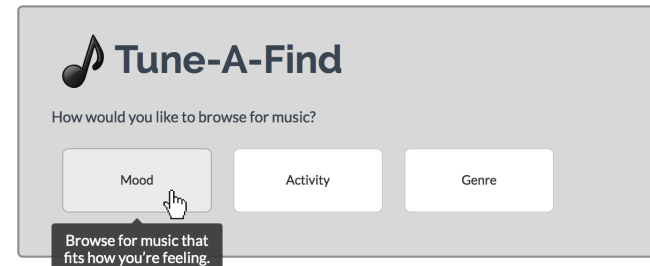 Tune-A-Find
How would you like to browse for music?
Mood
Activity
Genre
Browse for music that
fits how you're feeling.